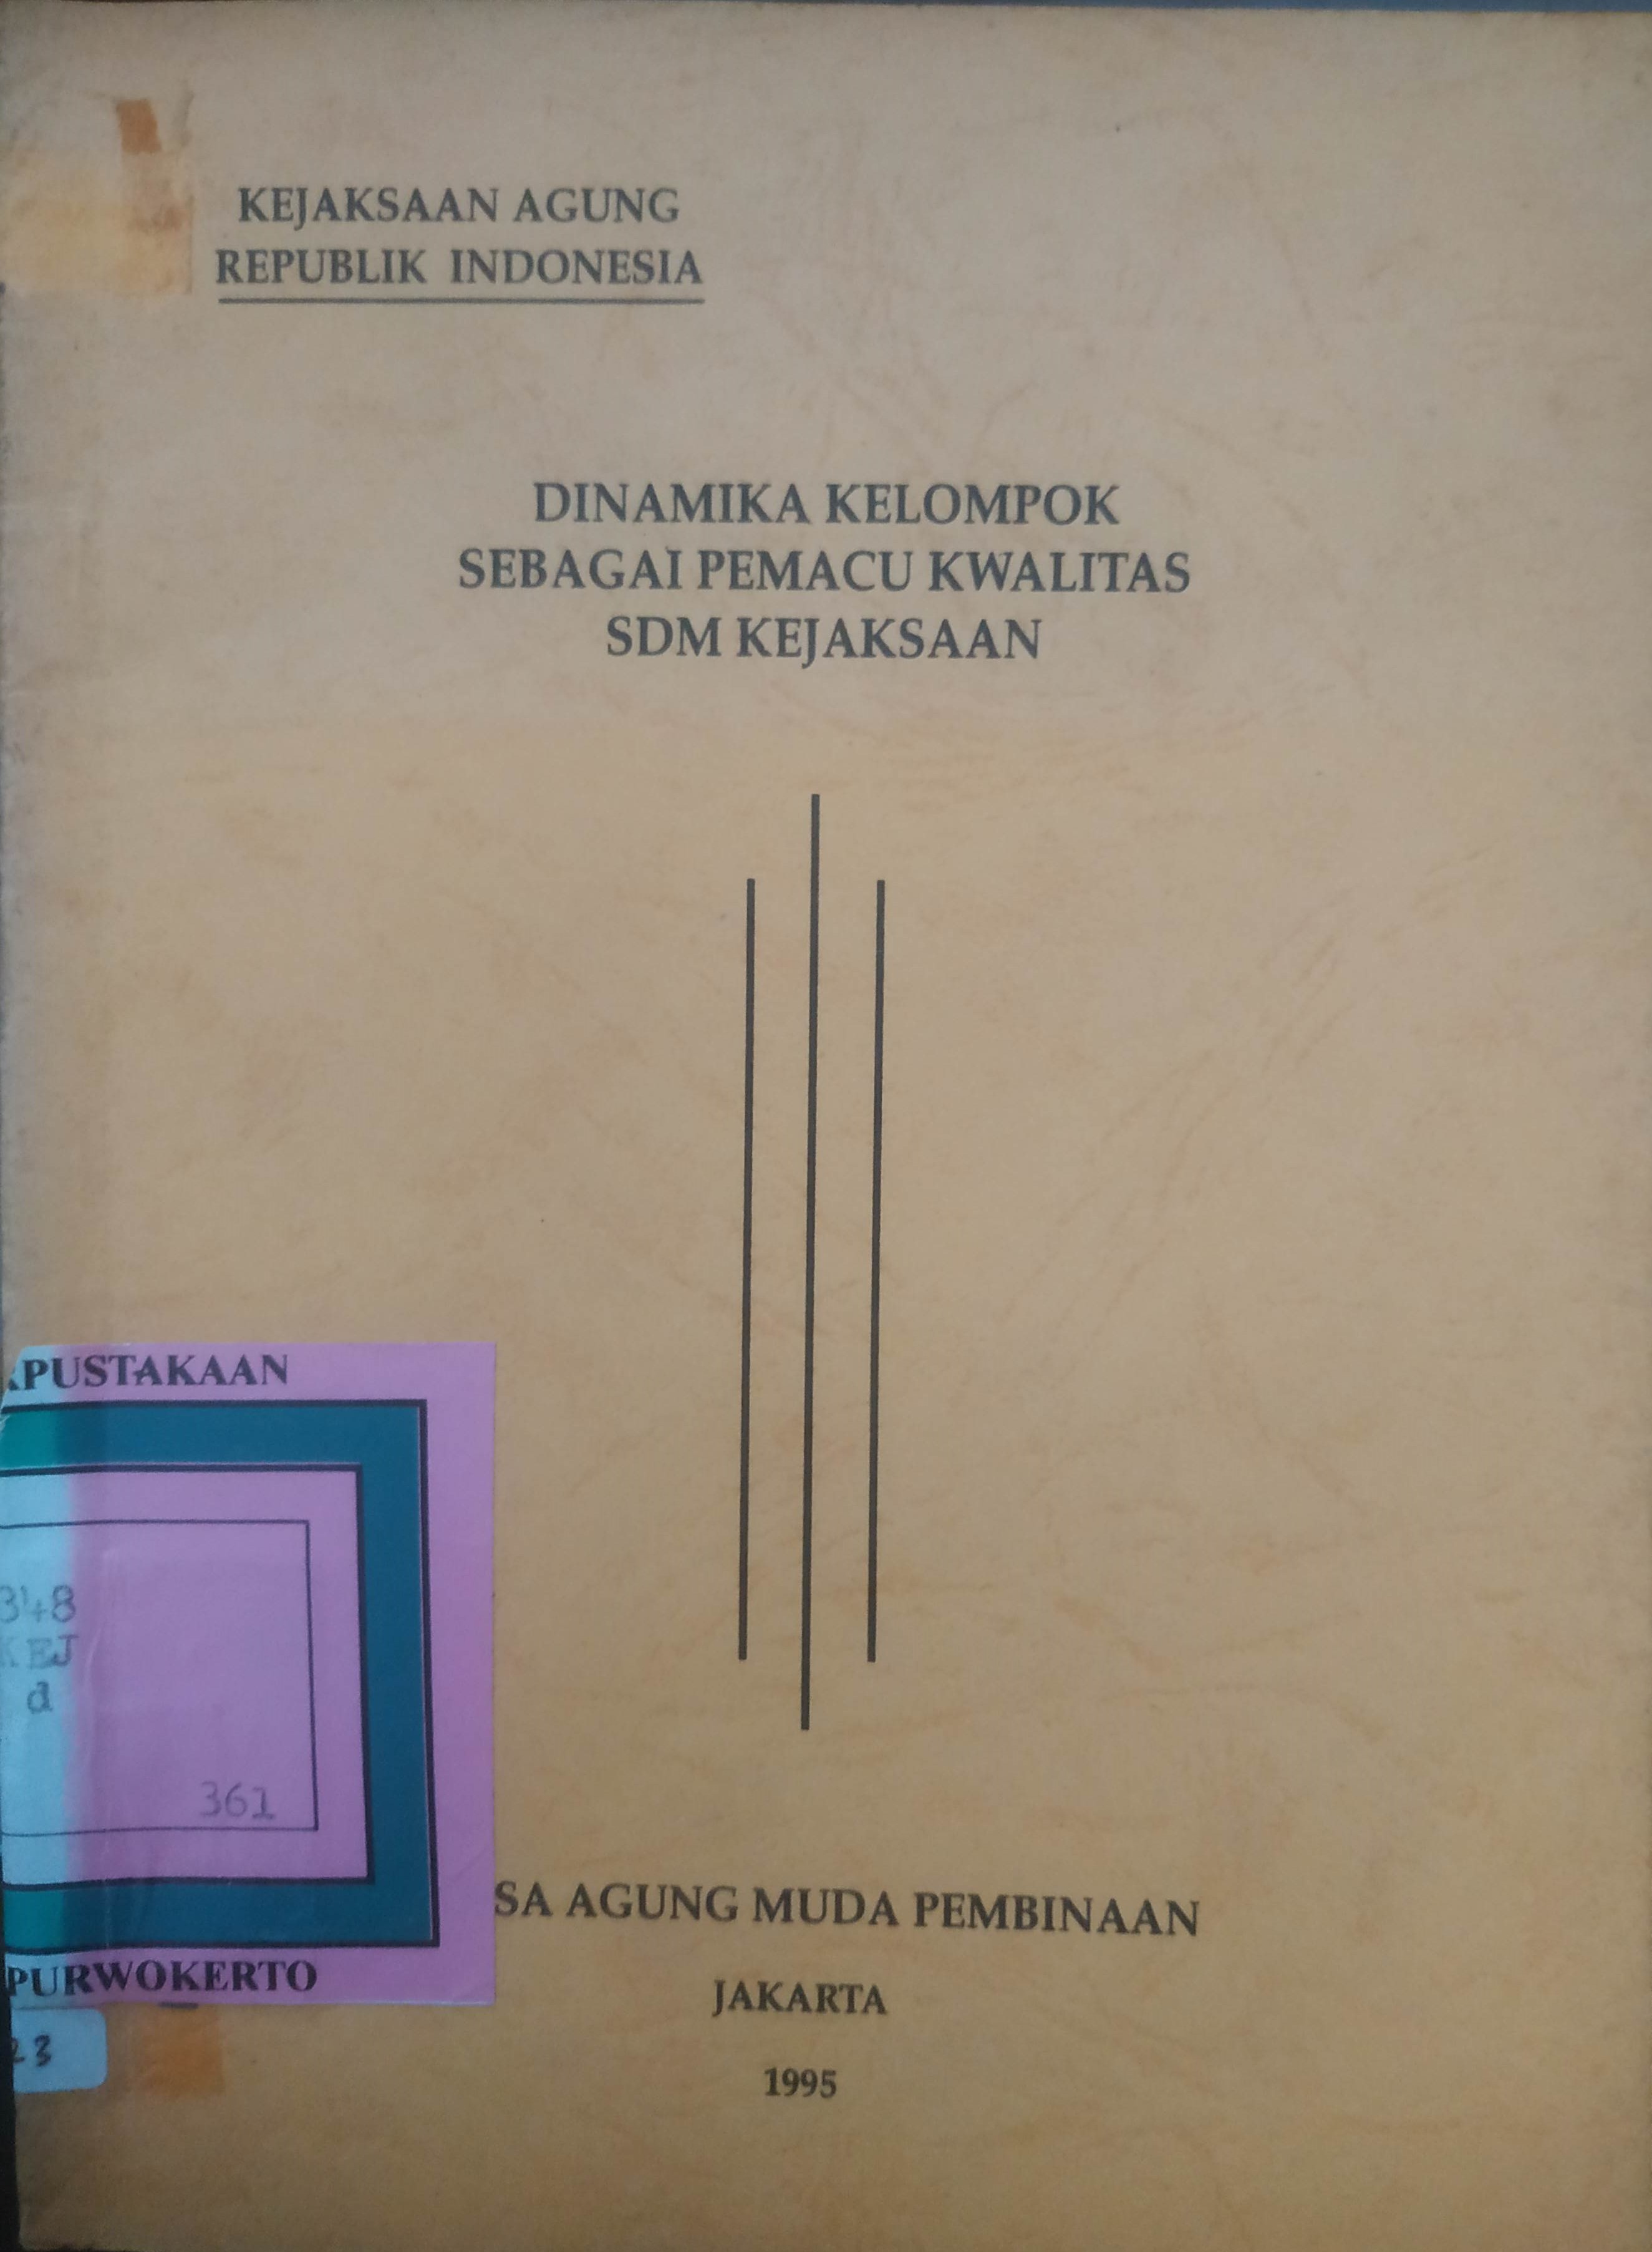 KEJAKSAAN AGUNG
REPUBLIK INDONESIA
DINAMIKA KELOMPOK
SEBAGAI PEMACU KWALITAS
SDM KEJAKSAAN
PUSTAKAAN
348
KEJ
d
361
SA AGUNG MUDA PEMBINAAN
PURWOKERTO
JAKARTA
23
1995